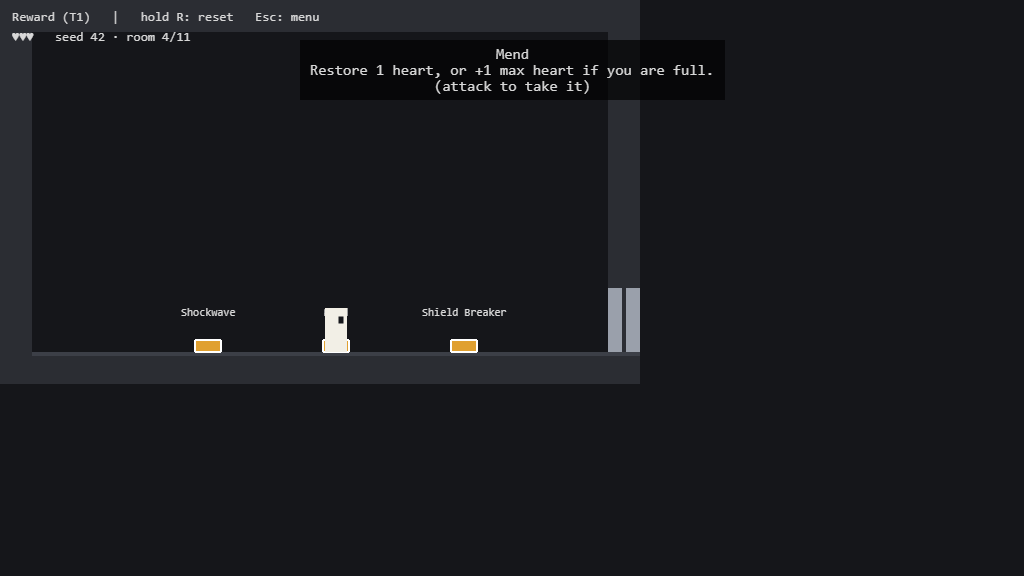 Reward (T1)   |   hold R: reset   Esc: menu
♥♥♥   seed 42 · room 4/11
Mend
Restore 1 heart, or +1 max heart if you are full.
(attack to take it)
Shockwave
Shield Breaker